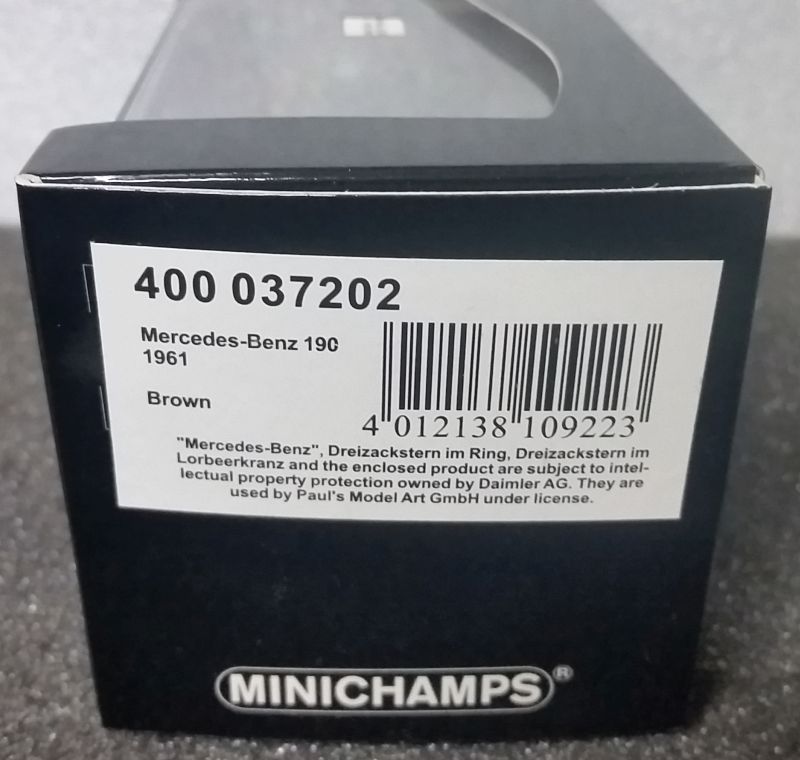 400 037202
Mercedes-Benz 190
1961
Brown
4 012138 109223
"Mercedes-Benz", Dreizackstern im Ring, Dreizackstern im
Lorbeerkranz and the enclosed product are subject to intel-
lectual property protection owned by Daimler AG. They are
used by Paul's Model Art GmbH under license.
MINICHAMPS®